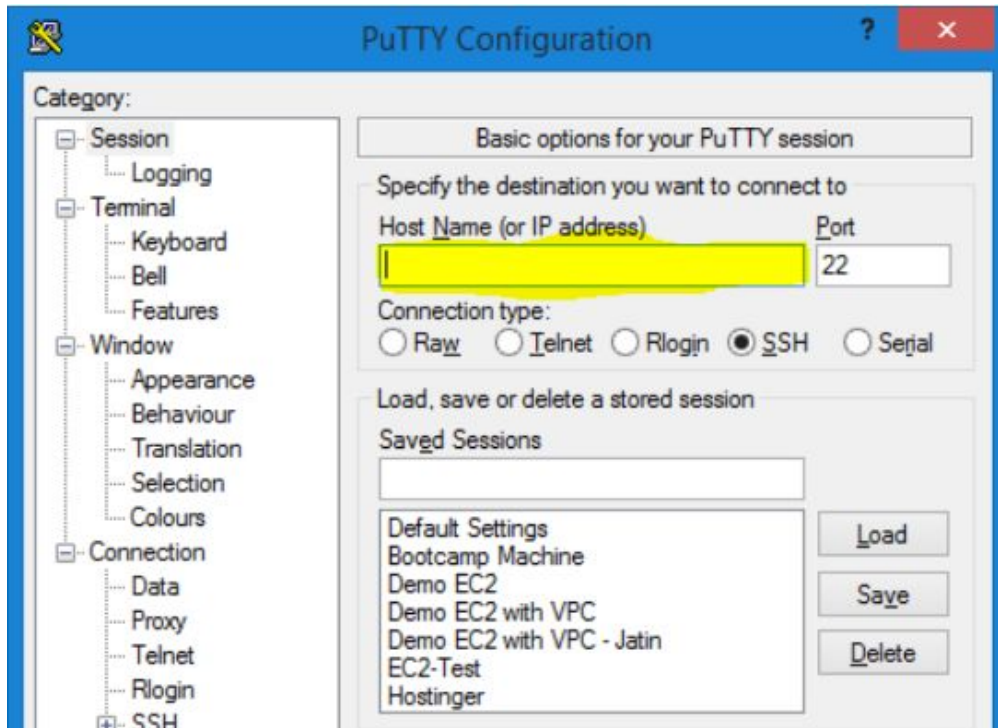 PuTTY Configuration
?
×
Category:
Session
Logging
Terminal
Keyboard
Bell
Features
Window
Appearance
Behaviour
Translation
Selection
Colours
Connection
Data
Proxy
Telnet
Rlogin
SSH
Basic options for your PuTTY session
Specify the destination you want to connect to
Host Name (or IP address) Port
22
Connection type:
Raw Telnet Rlogin SSH Serial
Load, save or delete a stored session
Saved Sessions
Default Settings
Bootcamp Machine
Demo EC2
Demo EC2 with VPC
Demo EC2 with VPC - Jatin
EC2-Test
Hostinger
Load
Save
Delete